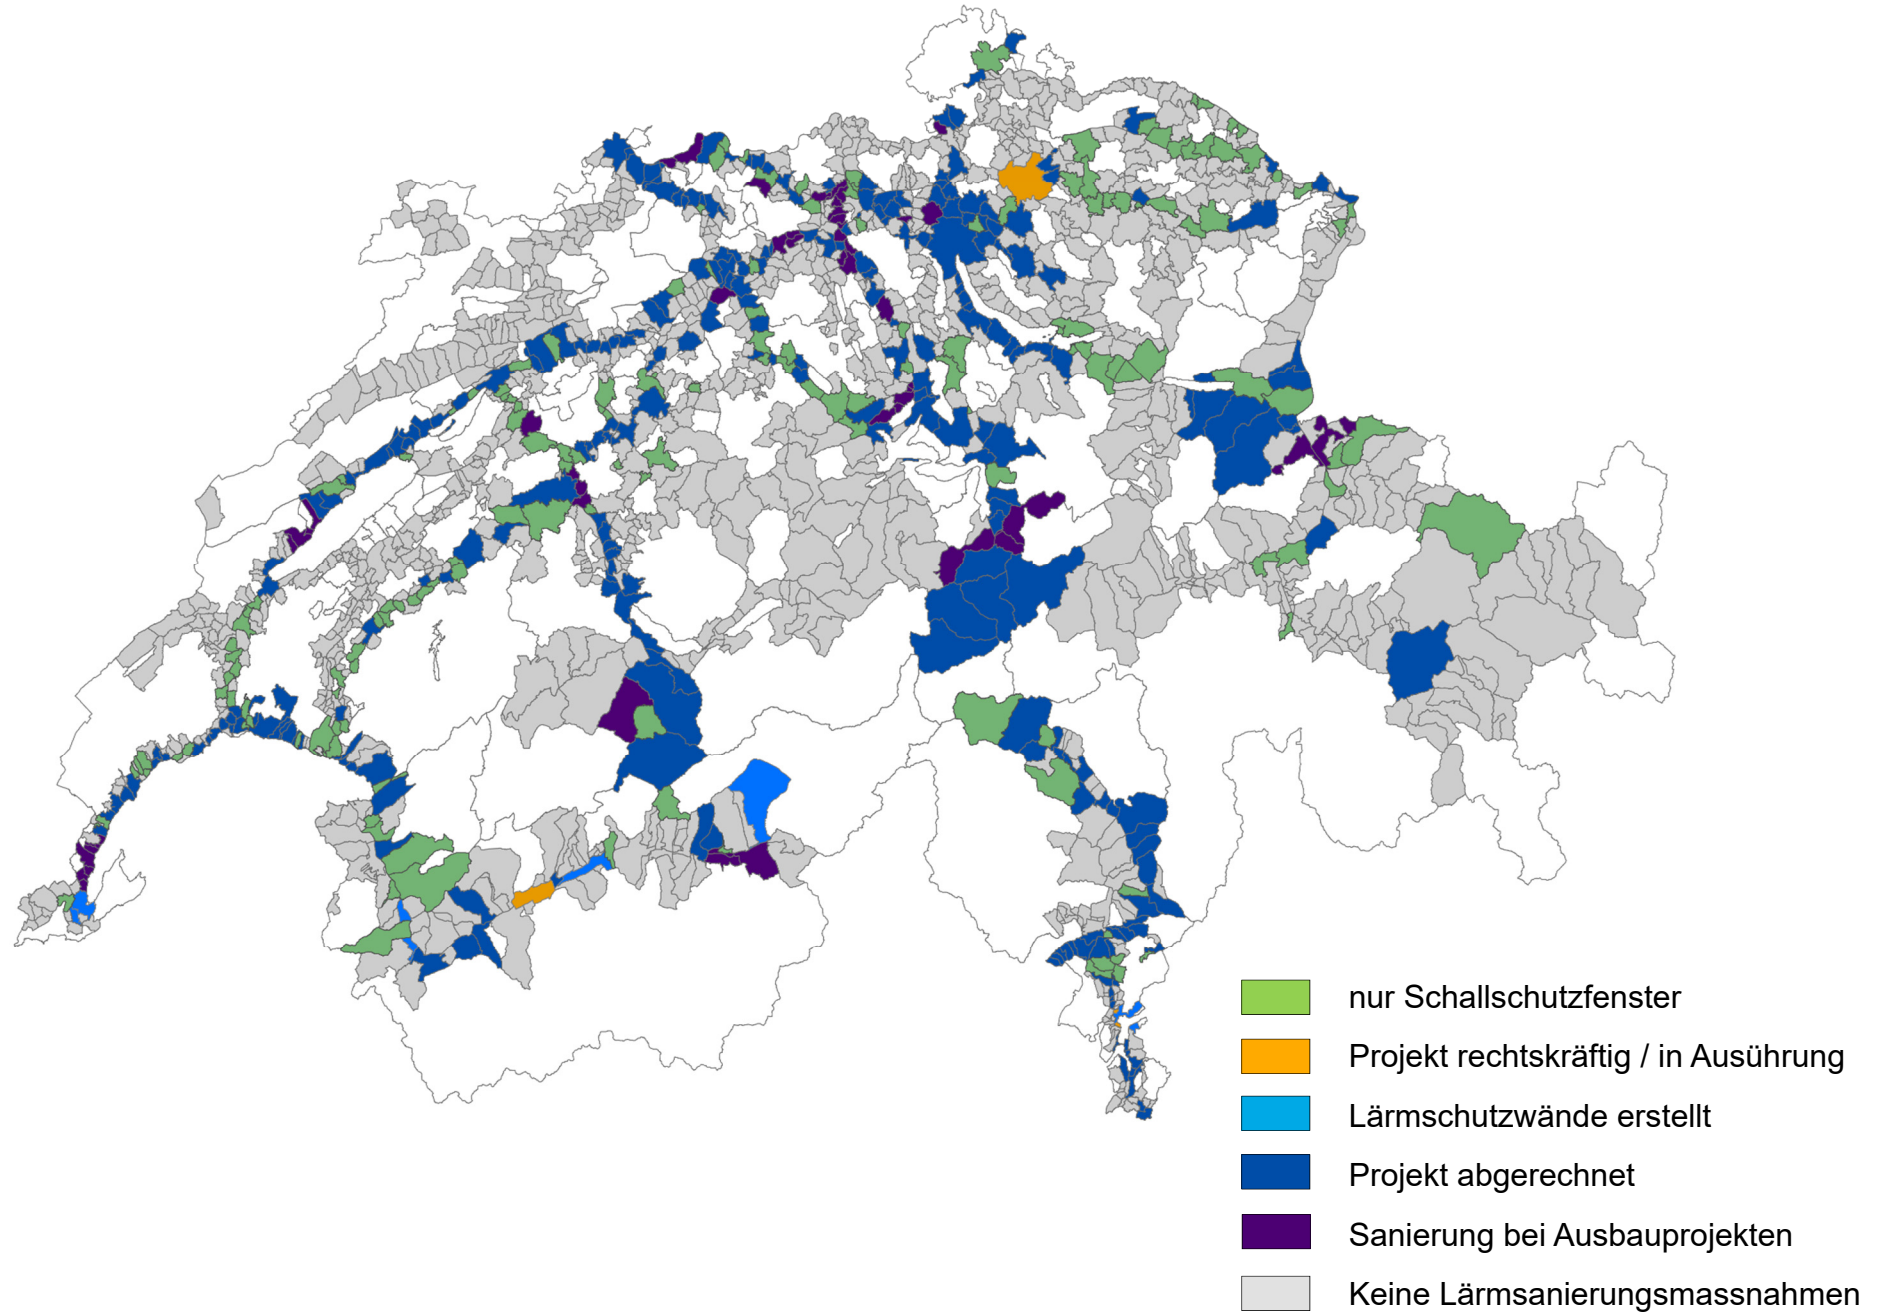 nur Schallschutzfenster
Projekt rechtskräftig / in Ausührung
Lärmschutzwände erstellt
Projekt abgerechnet
Sanierung bei Ausbauprojekten
Keine Lärmsanierungsmassnahmen